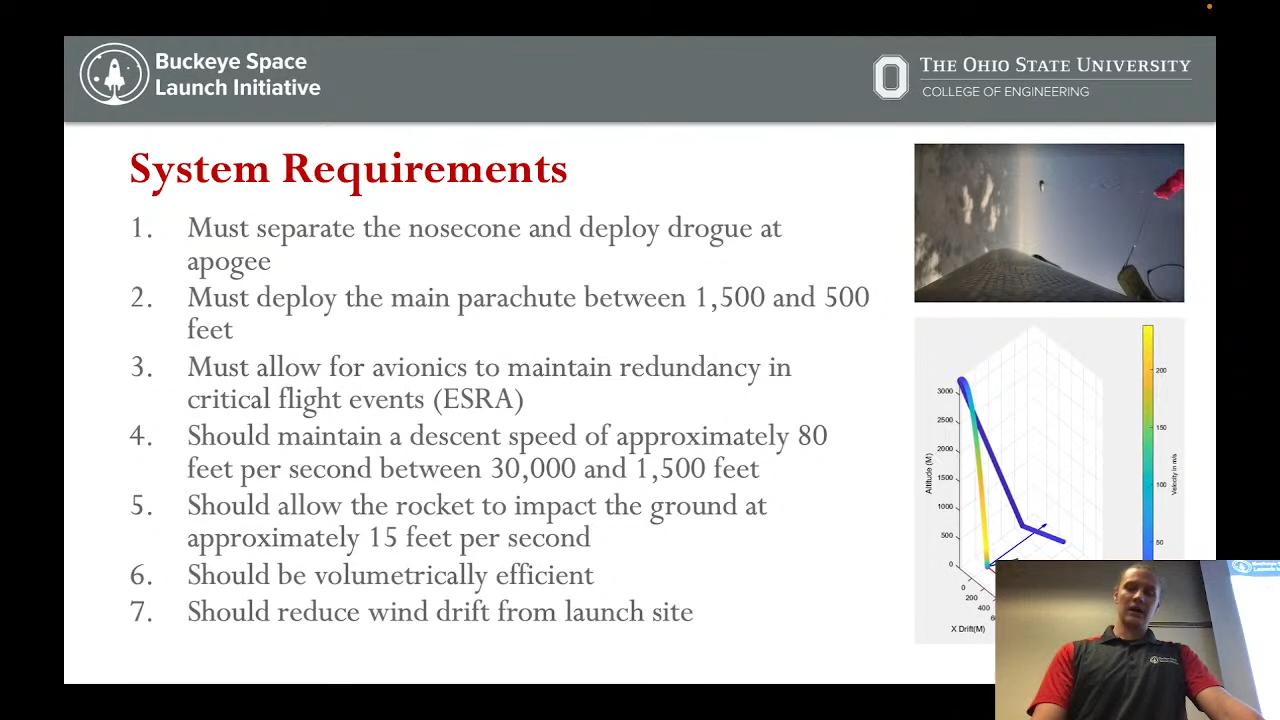 Buckeye Space
Launch Initiative
THE OHIO STATE UNIVERSITY
COLLEGE OF ENGINEERING
System Requirements
1. Must separate the nosecone and deploy drogue at
apogee
2. Must deploy the main parachute between 1,500 and 500
feet
3. Must allow for avionics to maintain redundancy in
critical flight events (ESRA)
4. Should maintain a descent speed of approximately 80
feet per second between 30,000 and 1,500 feet
5. Should allow the rocket to impact the ground at
approximately 15 feet per second
6. Should be volumetrically efficient
7. Should reduce wind drift from launch site
3000
2500
2000
1500
1000
500
0
Altitude (M)
0
200
400
X Drift(M)
200
150
100
50
Velocity in m/s